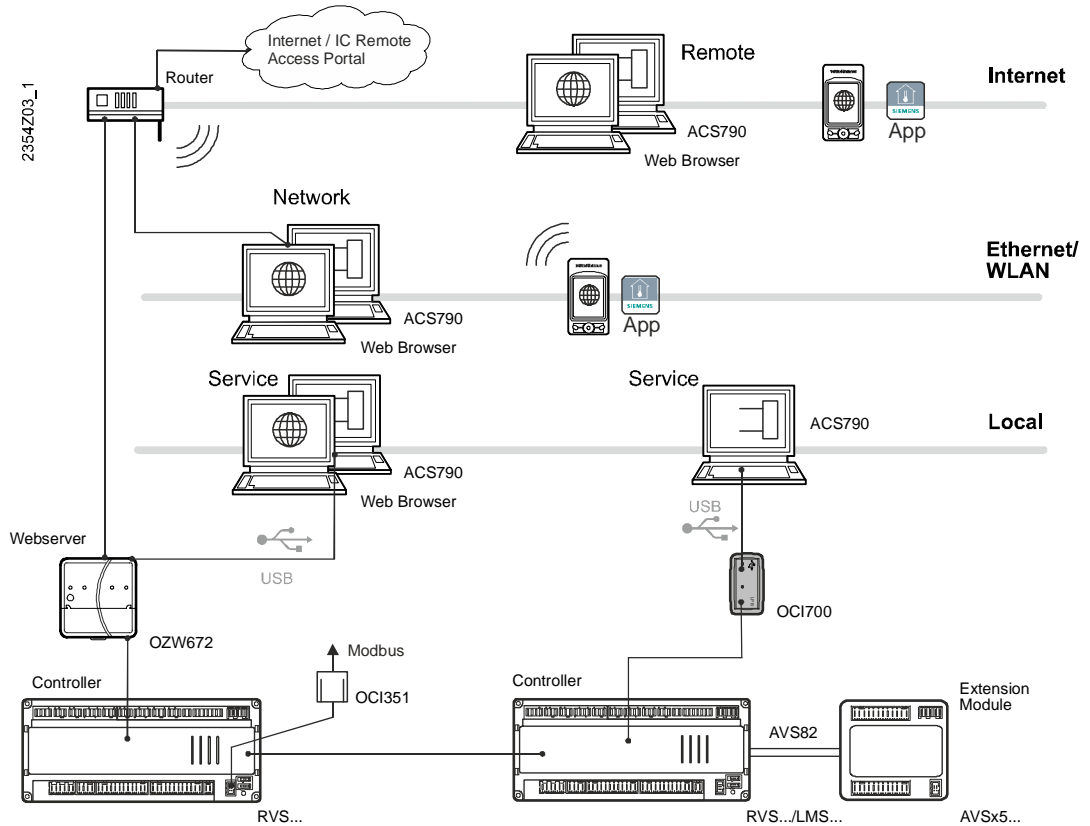 Internet / IC Remote
Access Portal
Router
Remote
Internet
2354Z03_1
ACS790
Web Browser
SIEMENS
App
Network
Ethernet/
WLAN
ACS790
Web Browser
SIEMENS
App
Service
Service
ACS790
Local
ACS790
Web Browser
USB
USB
Webserver
OCI700
OZW672
Modbus
OCI351
Controller
Controller
Extension
Module
AVS82
RVS...
RVS.../LMS...
AVSx5...